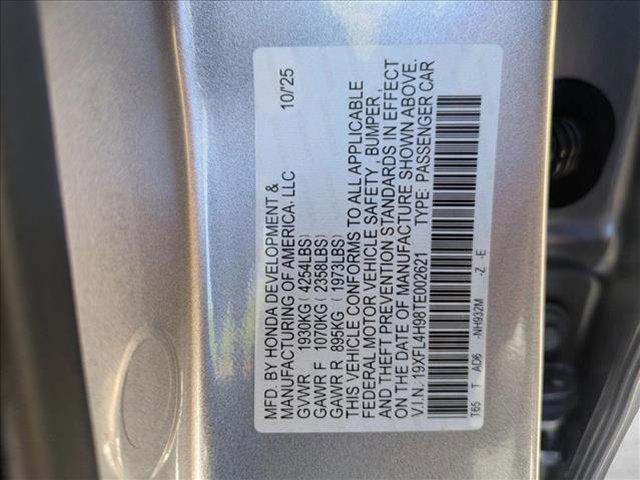 MFD. BY HONDA DEVELOPMENT &
MANUFACTURING OF AMERICA, LLC 10/'25
GVWR 1930KG ( 4254LBS)
GAWR F 1070KG ( 2358LBS)
GAWR R 895KG ( 1973LBS)
THIS VEHICLE CONFORMS TO ALL APPLICABLE
FEDERAL MOTOR VEHICLE SAFETY, BUMPER,
AND THEFT PREVENTION STANDARDS IN EFFECT
ON THE DATE OF MANUFACTURE SHOWN ABOVE.
V.I.N.: 19XFL4H98TE002621 TYPE: PASSENGER CAR
T65 T AD6 -NH932M -Z -E